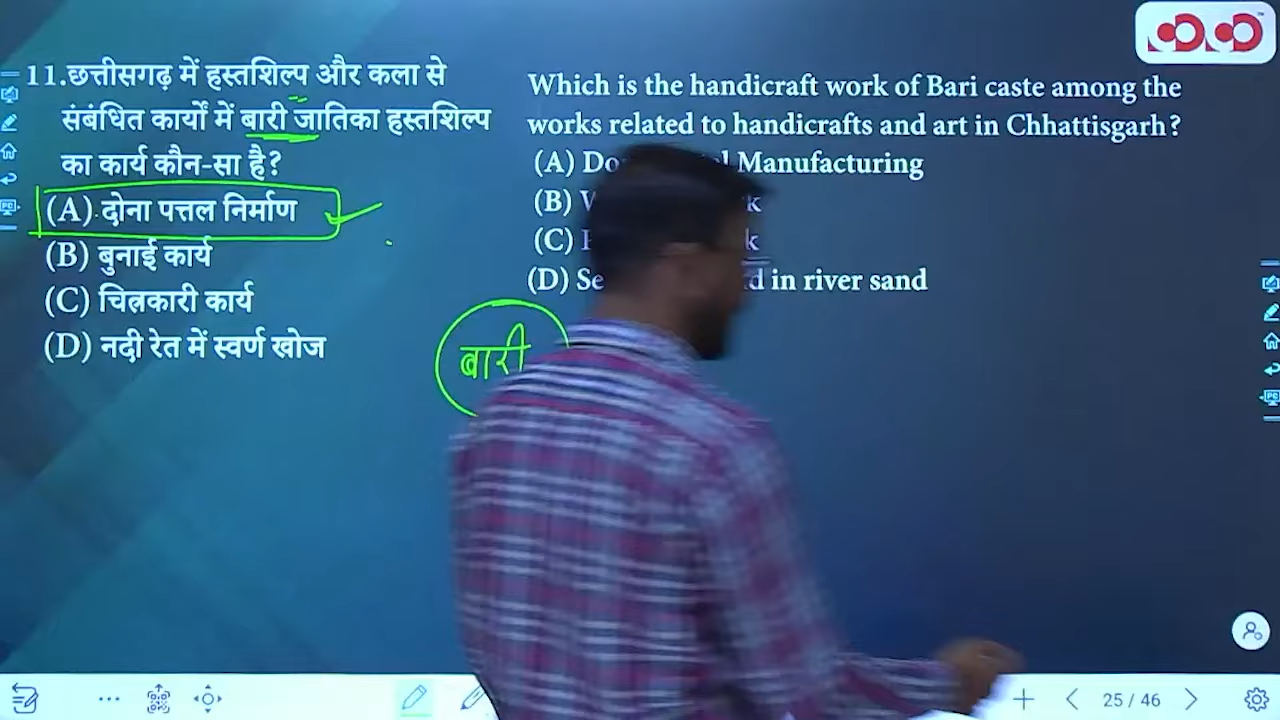 11.छत्तीसगढ़ में हस्तशिल्प और कला से
संबंधित कार्यों में बारी जातिका हस्तशिल्प
का कार्य कौन-सा है?
(A) दोना पत्तल निर्माण
(B) बुनाई कार्य
(C) चित्रकारी कार्य
(D) नदी रेत में स्वर्ण खोज
Which is the handicraft work of Bari caste among the
works related to handicrafts and art in Chhattisgarh?
(A) Manufacturing
(B)
(C)
(D) in river sand
बारी
25 / 46